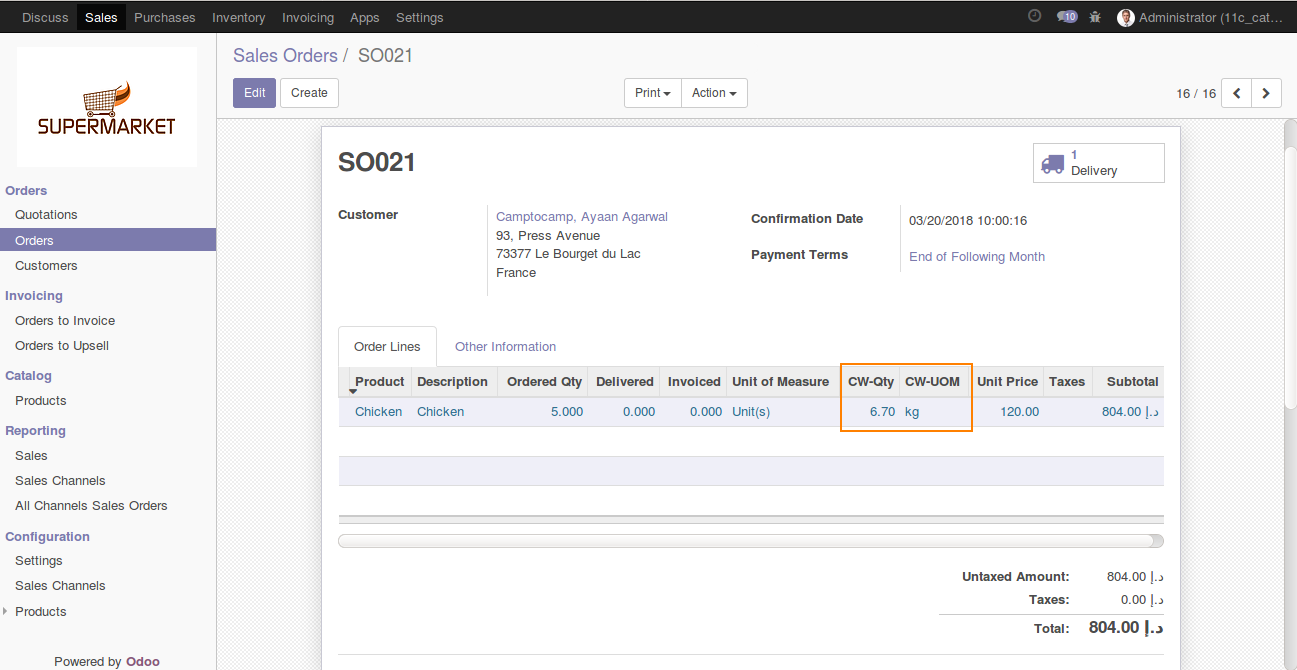 Discuss Sales Purchases Inventory Invoicing Apps Settings 10 Administrator (11c_cat...
SUPERMARKET
Orders
Quotations
Orders
Customers
Invoicing
Orders to Invoice
Orders to Upsell
Catalog
Products
Reporting
Sales
Sales Channels
All Channels Sales Orders
Configuration
Settings
Sales Channels
Products
Powered by Odoo
Sales Orders / SO021
Edit Create Print Action 16 / 16
SO021
1
Delivery
Customer
Camptocamp, Ayaan Agarwal
93, Press Avenue
73377 Le Bourget du Lac
France
Confirmation Date 03/20/2018 10:00:16
Payment Terms End of Following Month
Order Lines Other Information
Product Description Ordered Qty Delivered Invoiced Unit of Measure CW-Qty CW-UOM Unit Price Taxes Subtotal
Chicken Chicken 5.000 0.000 0.000 Unit(s) 6.70 kg 120.00 804.00 د.إ
Untaxed Amount: 804.00 د.إ
Taxes: 0.00 د.إ
Total: 804.00 د.إ